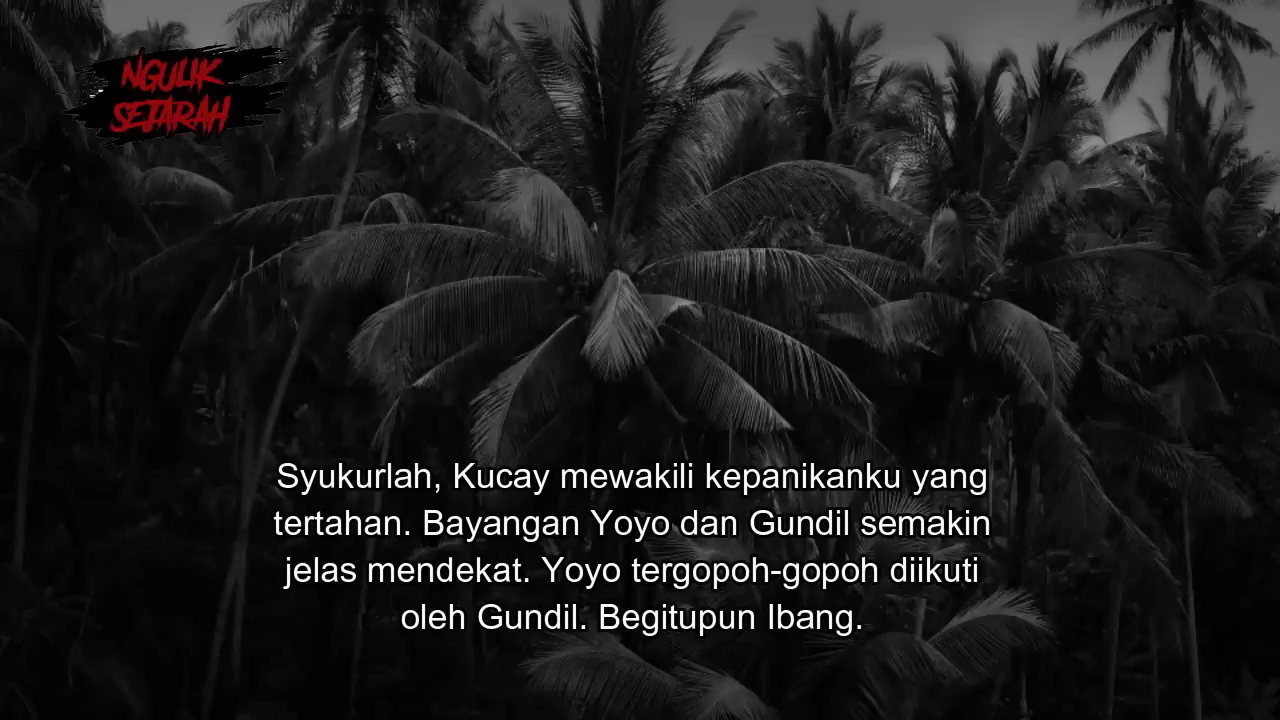 NGULIK
SEJARAH
Syukurlah, Kucay mewakili kepanikanku yang
tertahan. Bayangan Yoyo dan Gundil semakin
jelas mendekat. Yoyo tergopoh-gopoh diikuti
oleh Gundil. Begitupun Ibang.